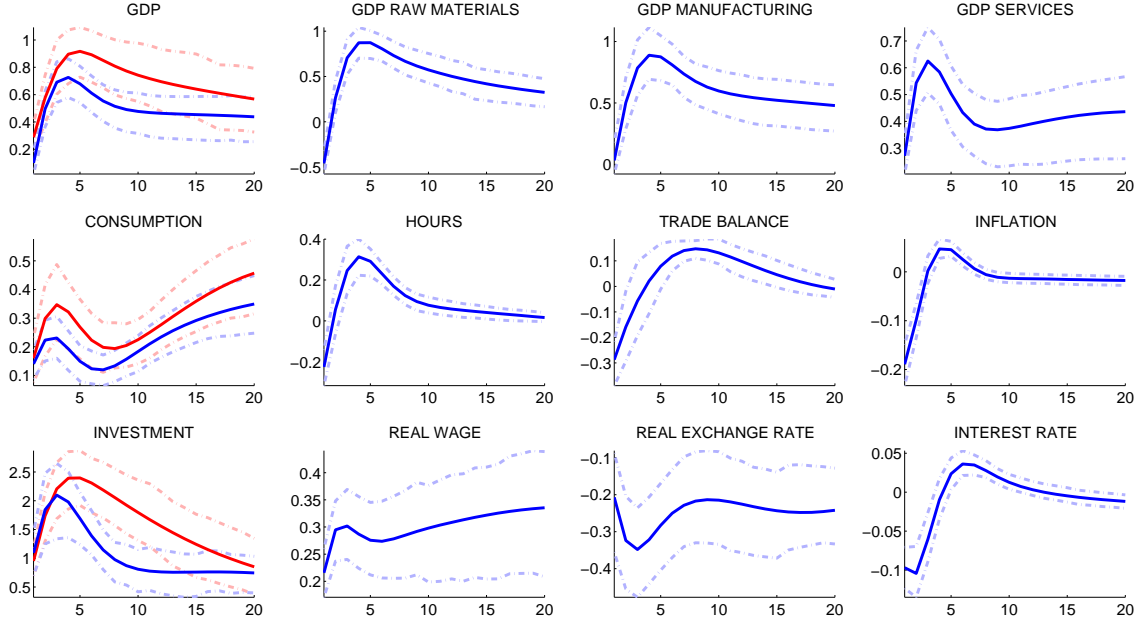 GDP
1
0.8
0.6
0.4
0.2
5 10 15 20
GDP RAW MATERIALS
1
0.5
0
−0.5
5 10 15 20
GDP MANUFACTURING
1
0.5
0
5 10 15 20
GDP SERVICES
0.7
0.6
0.5
0.4
0.3
5 10 15 20
CONSUMPTION
0.5
0.4
0.3
0.2
0.1
5 10 15 20
HOURS
0.4
0.2
0
−0.2
5 10 15 20
TRADE BALANCE
0.1
0
−0.1
−0.2
−0.3
5 10 15 20
INFLATION
0
−0.1
−0.2
5 10 15 20
INVESTMENT
2.5
2
1.5
1
0.5
5 10 15 20
REAL WAGE
0.4
0.35
0.3
0.25
0.2
5 10 15 20
REAL EXCHANGE RATE
−0.1
−0.2
−0.3
−0.4
5 10 15 20
INTEREST RATE
0.05
0
−0.05
−0.1
5 10 15 20